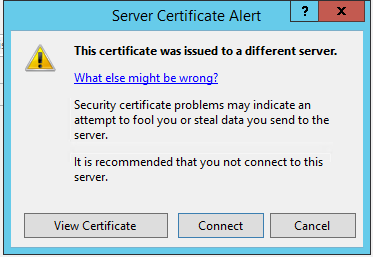 Server Certificate Alert
? x
This certificate was issued to a different server.
What else might be wrong?
Security certificate problems may indicate an
attempt to fool you or steal data you send to the
server.
It is recommended that you not connect to this
server.
View Certificate
Connect
Cancel